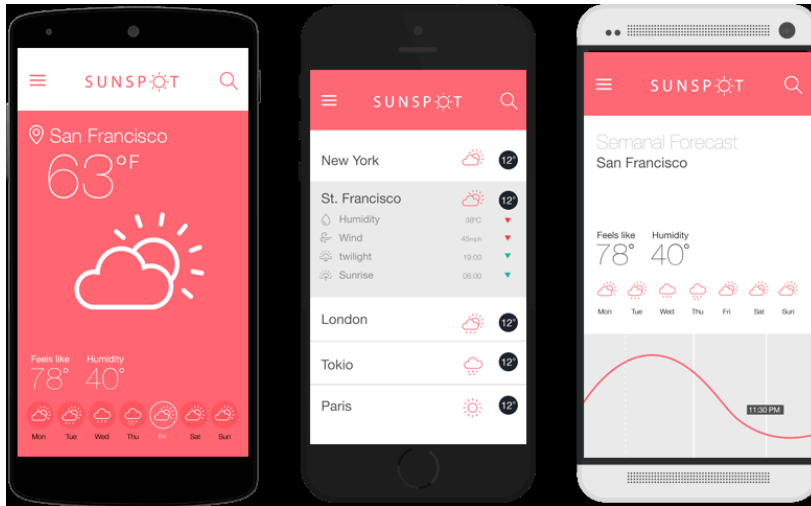 SUNSPOT
San Francisco
63°F
Feels like Humidity
78° 40°
Mon Tue Wed Thu Fri Sat Sun
SUNSPOT
New York 12°
St. Francisco 12°
Humidity 38°C
Wind 45mph
twilight 19:00
Sunrise 06:00
London 12°
Tokio 12°
Paris 12°
SUNSPOT
Semanal Forecast
San Francisco
Feels like Humidity
78° 40°
Mon Tue Wed Thu Fri Sat Sun
11:30 PM